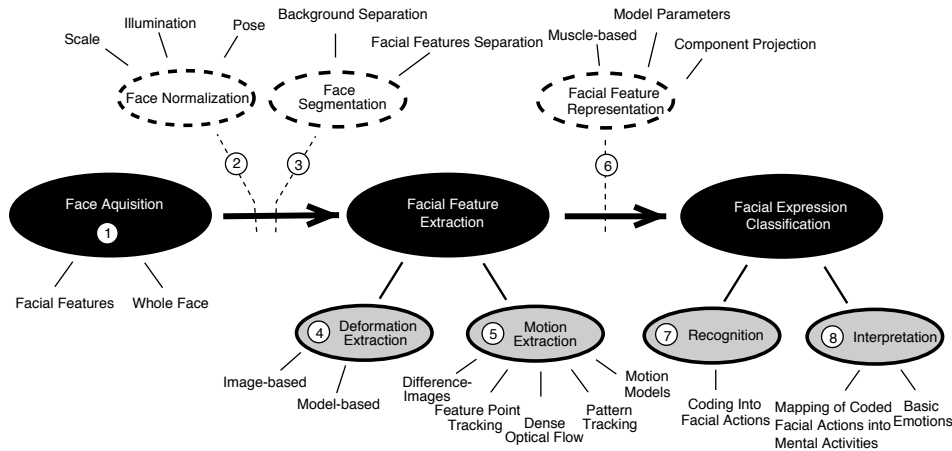 Scale
Illumination
Pose
Face Normalization
Background Separation
Facial Features Separation
Face
Segmentation
Muscle-based
Model Parameters
Component Projection
Facial Feature
Representation
2
3
6
Face Aquisition
1
Facial Features
Whole Face
Facial Feature
Extraction
Facial Expression
Classification
4
Deformation
Extraction
Image-based
Model-based
5
Motion
Extraction
Difference-
Images
Feature Point
Tracking
Dense
Optical Flow
Pattern
Tracking
Motion
Models
7
Recognition
Coding Into
Facial Actions
8
Interpretation
Mapping of Coded
Facial Actions into
Mental Activities
Basic
Emotions